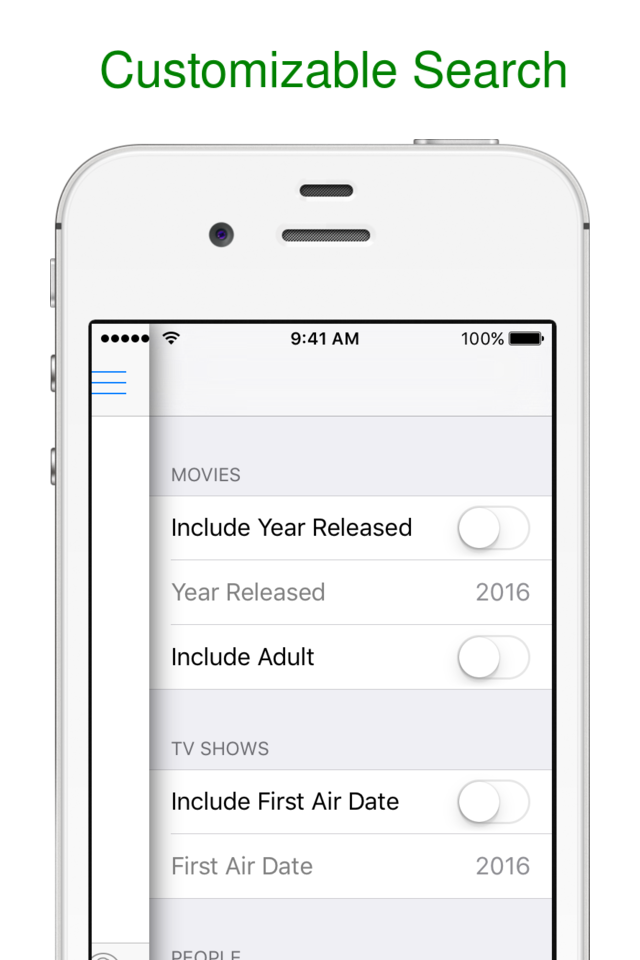 Customizable Search
9:41 AM
100%
MOVIES
Include Year Released
Year Released 2016
Include Adult
TV SHOWS
Include First Air Date
First Air Date 2016
PEOPLE